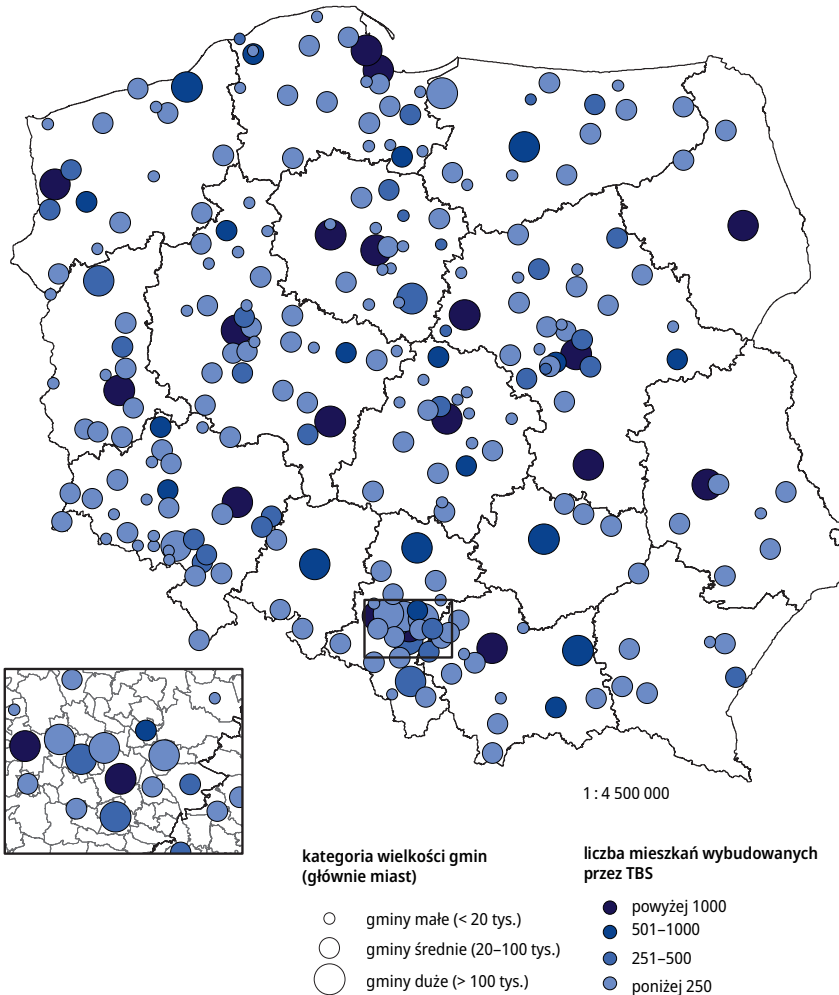 1 : 4 500 000
kategoria wielkości gmin
(głównie miast)
gminy małe (< 20 tys.)
gminy średnie (20–100 tys.)
gminy duże (> 100 tys.)
liczba mieszkań wybudowanych
przez TBS
powyżej 1000
501–1000
251–500
poniżej 250